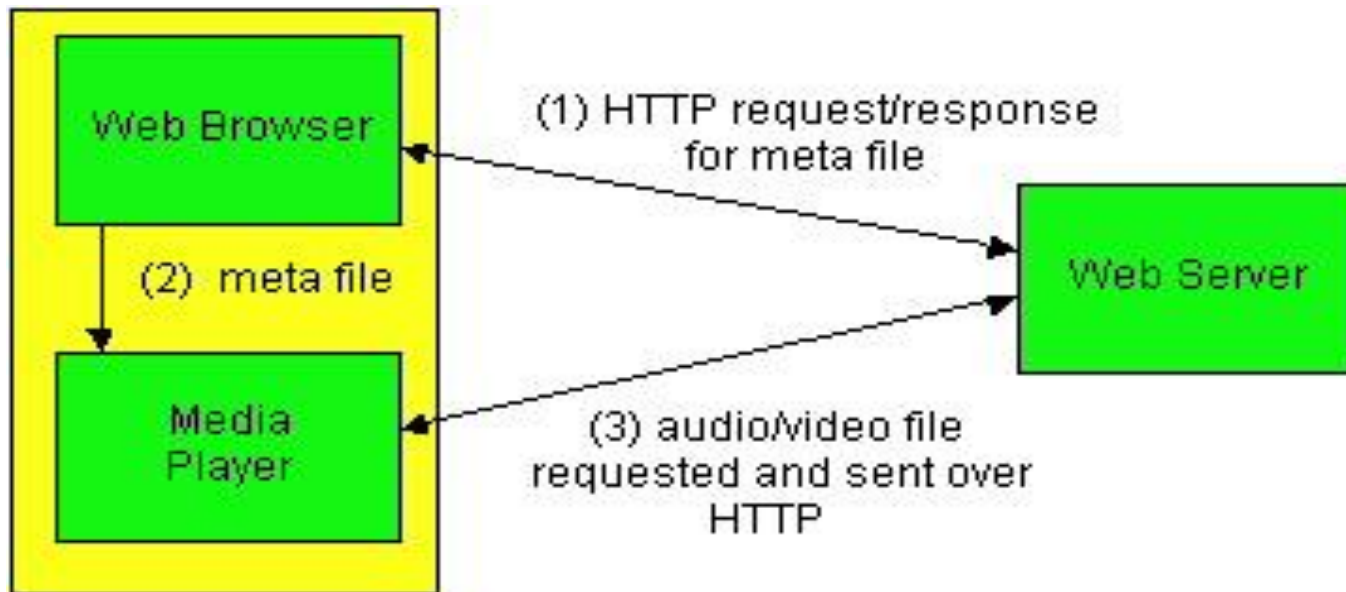 Web Browser
(1) HTTP request/response
for meta file
Web Server
(2) meta file
Media
Player
(3) audio/video file
requested and sent over
HTTP